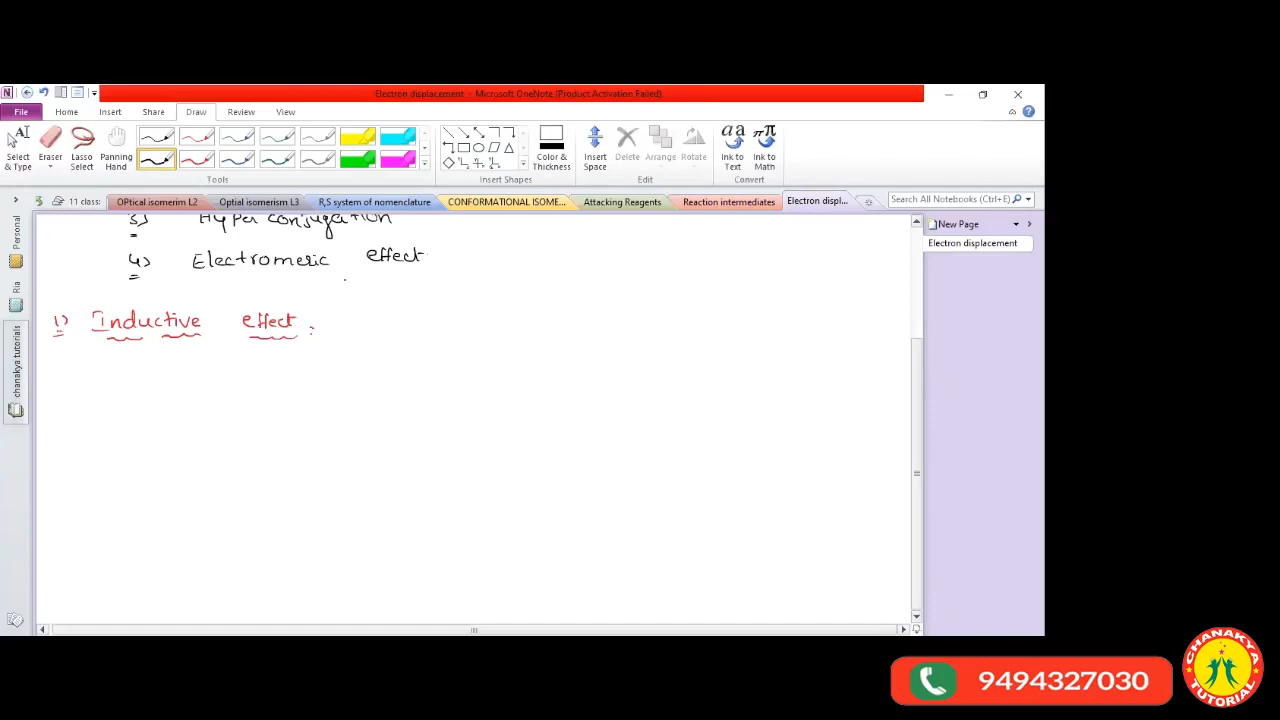 Electron displacement - Microsoft OneNote (Product Activation Failed)
File Home Insert Share Draw Review View
Select & Type
Eraser
Lasso Select
Panning Hand
Color & Thickness
Insert Space
Delete
Arrange
Rotate
Ink to Text
Ink to Math
Tools
Insert Shapes
Edit
Convert
11 class:
OPtical isomerim L2
Optial isomerism L3
R,S system of nomenclature
CONFORMATIONAL ISOME...
Attacking Reagents
Reaction intermediates
Electron displ...
Search All Notebooks (Ctrl+E)
New Page
Electron displacement
Personal
Ria
chanakya tutorials
3) Hyper conjugation
4) Electromeric effect
1) Inductive effect :
9494327030
CHANAKYA
TUTORIAL